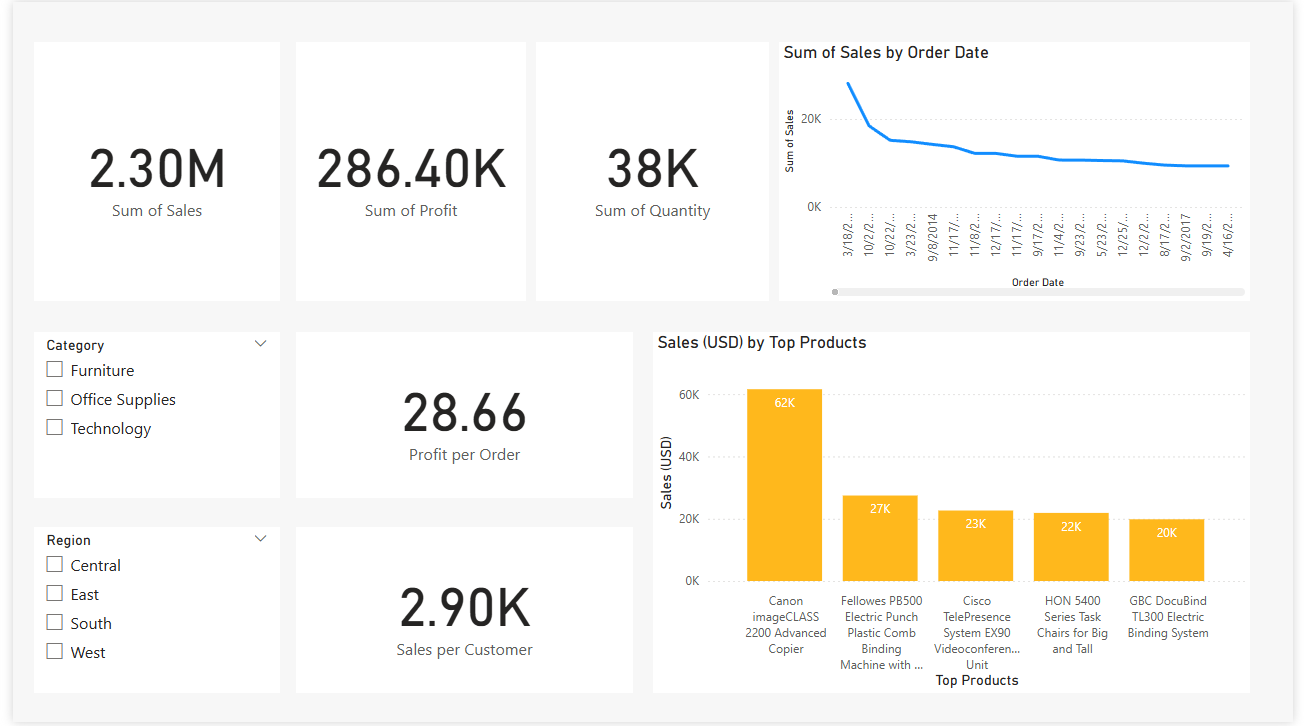 2.30M
Sum of Sales
286.40K
Sum of Profit
38K
Sum of Quantity
Sum of Sales by Order Date
Sum of Sales
20K
0K
3/18/2...
10/2/2...
10/22/...
3/23/2...
9/8/2014
11/17/...
11/8/2...
12/17/...
11/17/...
9/17/2...
11/4/2...
9/23/2...
5/23/2...
12/25/...
12/2/2...
8/17/2...
9/2/2017
9/19/2...
4/16/2...
Order Date
Category
Furniture
Office Supplies
Technology
28.66
Profit per Order
Region
Central
East
South
West
2.90K
Sales per Customer
Sales (USD) by Top Products
Sales (USD)
60K
40K
20K
0K
62K
27K
23K
22K
20K
Canon
imageCLASS
2200 Advanced
Copier
Fellowes PB500
Electric Punch
Plastic Comb
Binding
Machine with ...
Cisco
TelePresence
System EX90
Videoconferen...
Unit
HON 5400
Series Task
Chairs for Big
and Tall
GBC DocuBind
TL300 Electric
Binding System
Top Products